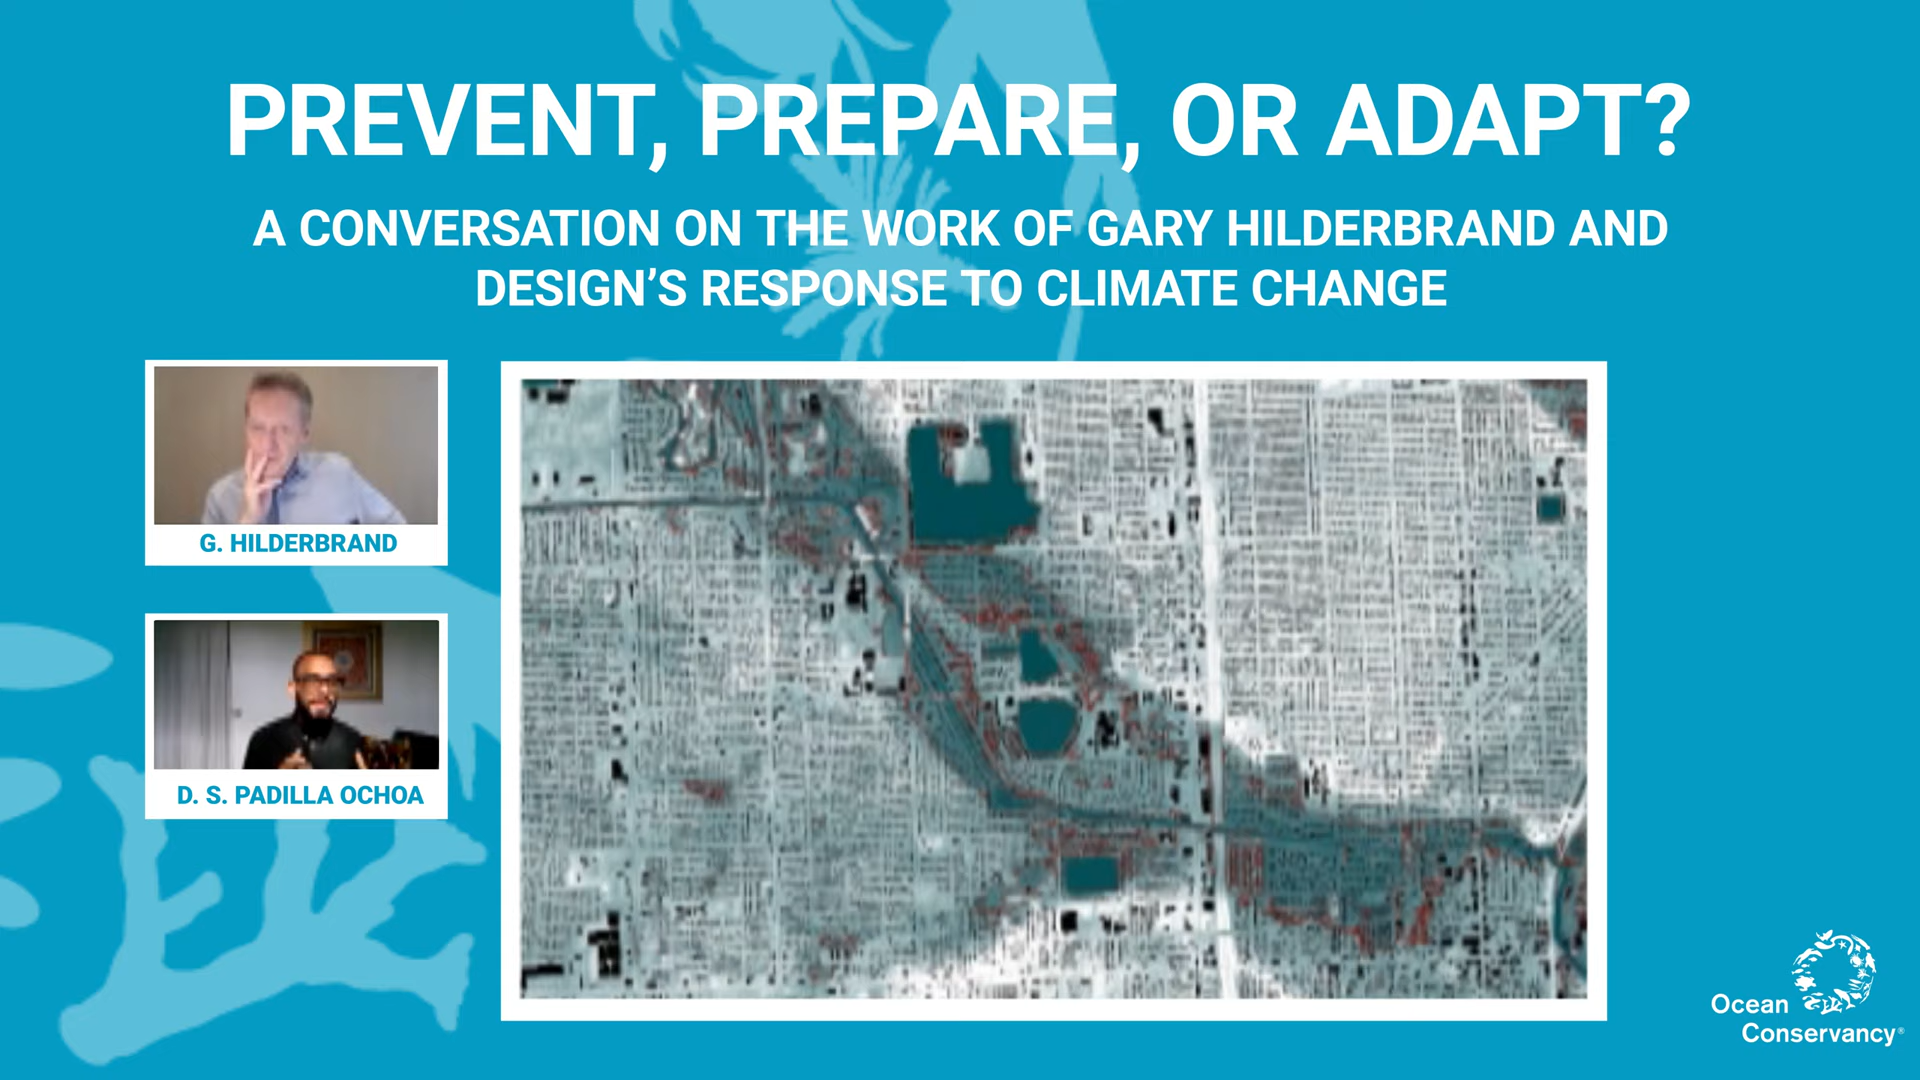 PREVENT, PREPARE, OR ADAPT?
A CONVERSATION ON THE WORK OF GARY HILDERBRAND AND
DESIGN’S RESPONSE TO CLIMATE CHANGE
G. HILDERBRAND
D. S. PADILLA OCHOA
Ocean
Conservancy®